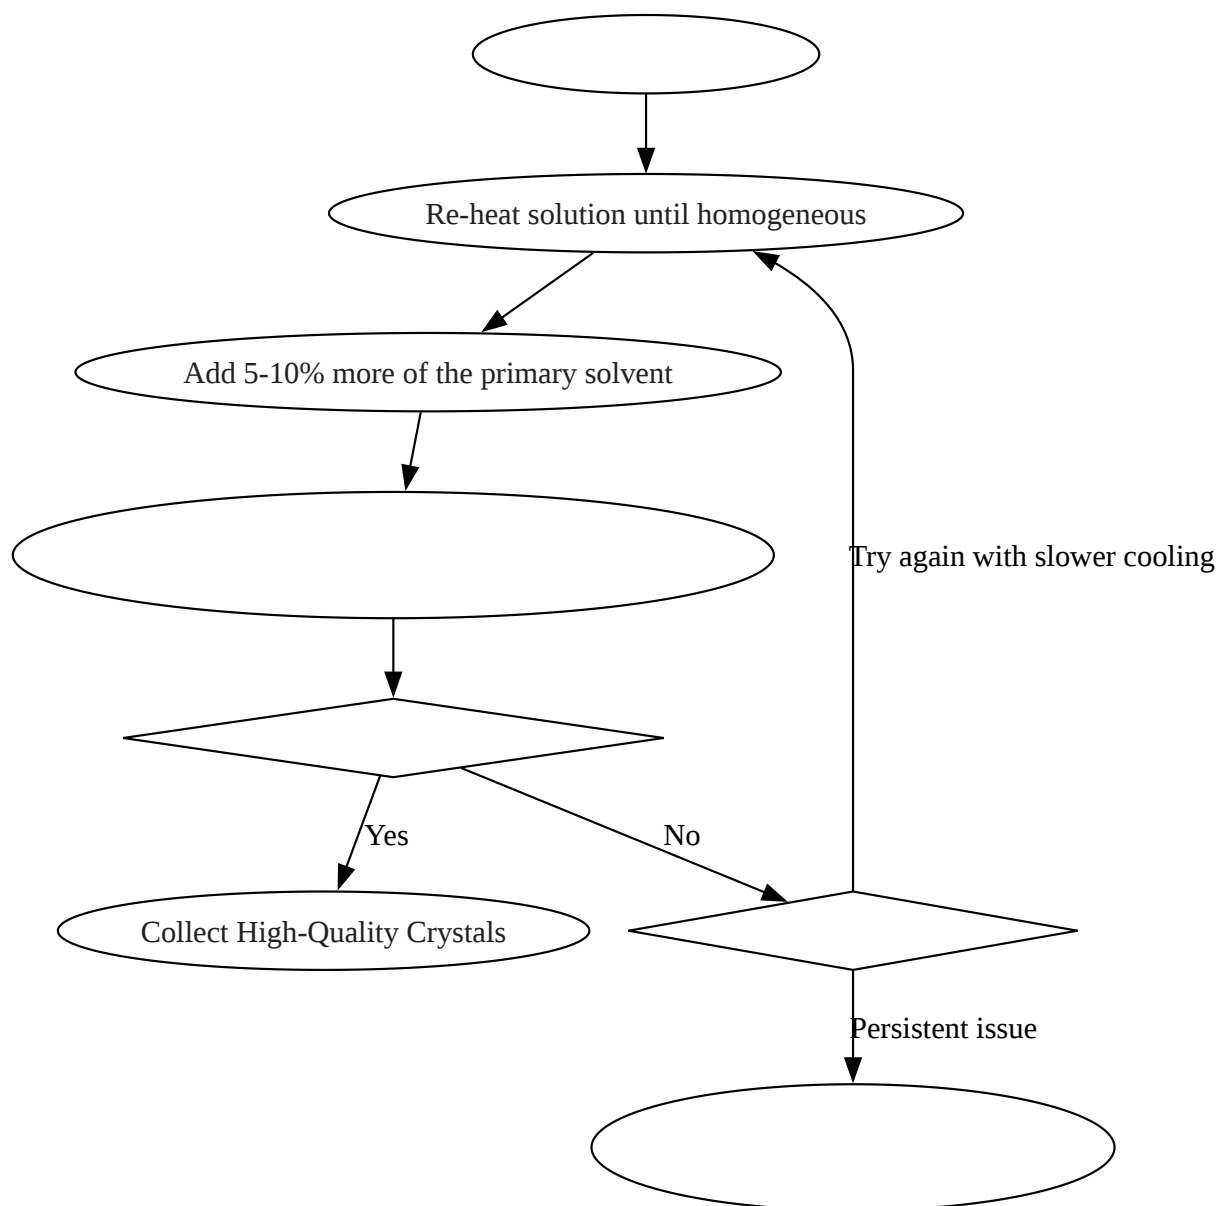 Re-heat solution until homogeneous
Add 5-10% more of the primary solvent
Try again with slower cooling
Yes
No
Collect High-Quality Crystals
Persistent issue